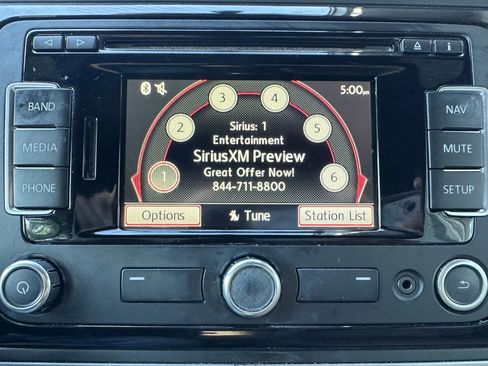 BAND
MEDIA
PHONE
5:00pm
3
4
2
5
1
6
Sirius: 1
Entertainment
SiriusXM Preview
Great Offer Now!
844-711-8800
Options
Tune
Station List
NAV
MUTE
SETUP